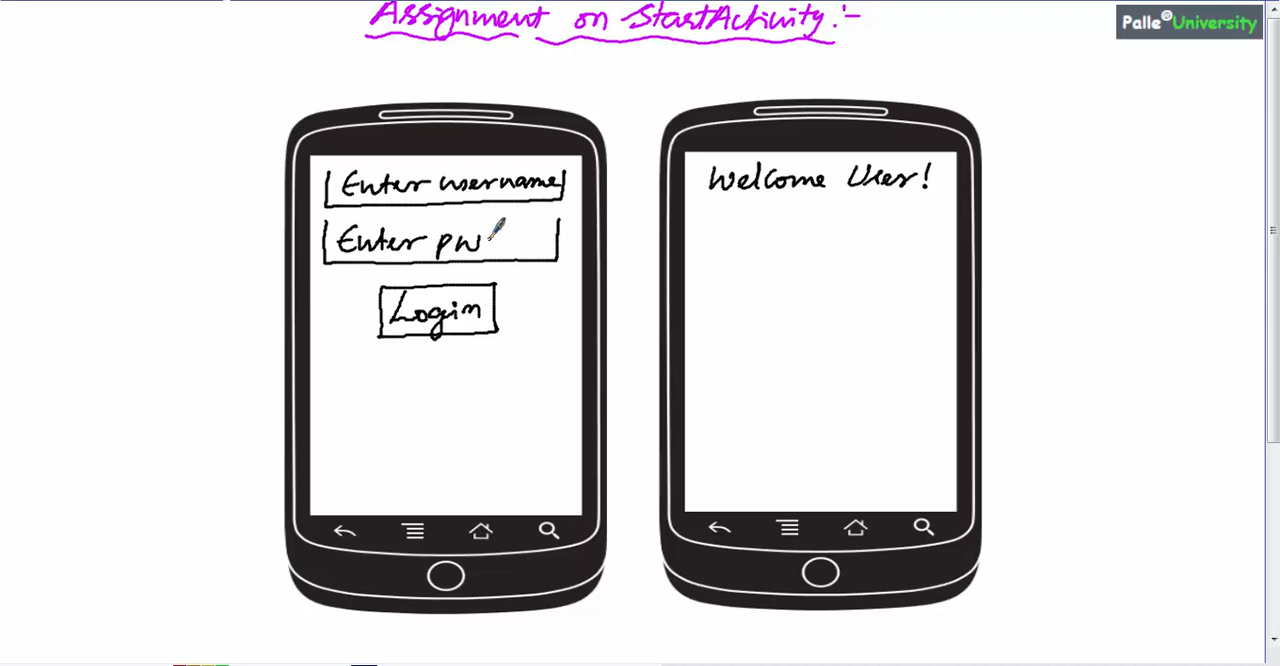 Assignment on StartActivity:-
Palle®University
Enter username
Enter pw
Login
Welcome User!